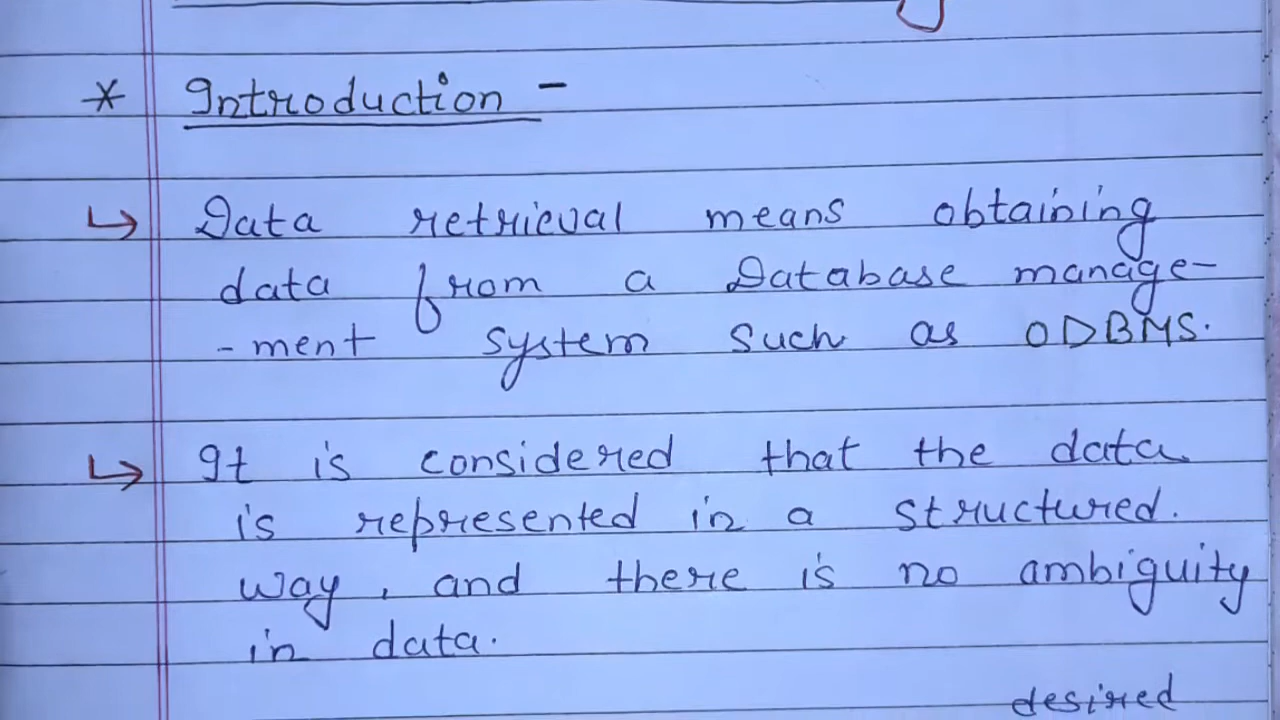 * Introduction -
↳ Data retrieval means obtaining
data from a Database manage-
-ment system such as ODBMS.
↳ It is considered that the data
is represented in a structured.
way, and there is no ambiguity
in data.
desired